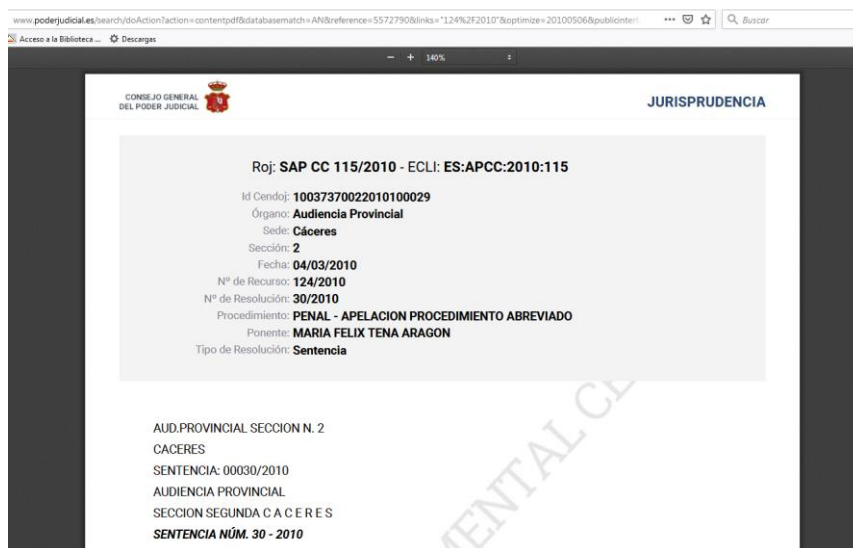 www.poderjudicial.es/search/doAction?action=contentpdf&databasematch=AN&reference=5572790&links="124%2F2010"&optimize=20100506&publicinter
Buscar
Acceso a la Biblioteca ... Descargas
140%
CONSEJO GENERAL
DEL PODER JUDICIAL
JURISPRUDENCIA
Roj: SAP CC 115/2010 - ECLI: ES:APCC:2010:115
Id Cendoj: 10037370022010100029
Órgano: Audiencia Provincial
Sede: Cáceres
Sección: 2
Fecha: 04/03/2010
Nº de Recurso: 124/2010
Nº de Resolución: 30/2010
Procedimiento: PENAL - APELACION PROCEDIMIENTO ABREVIADO
Ponente: MARIA FELIX TENA ARAGON
Tipo de Resolución: Sentencia
AUD.PROVINCIAL SECCION N. 2
CACERES
SENTENCIA: 00030/2010
AUDIENCIA PROVINCIAL
SECCION SEGUNDA C A C E R E S
SENTENCIA NÚM. 30 - 2010
MENTAL CE